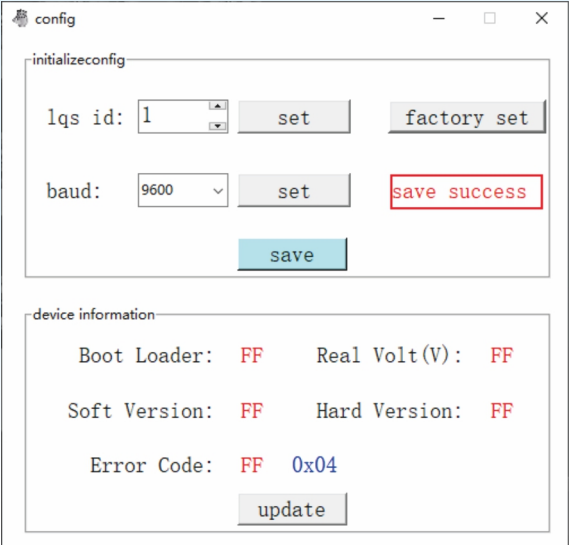 config
initializeconfig
lqs id: 1 set factory set
baud: 9600 set save success
save
device information
Boot Loader: FF Real Volt(V): FF
Soft Version: FF Hard Version: FF
Error Code: FF 0x04
update